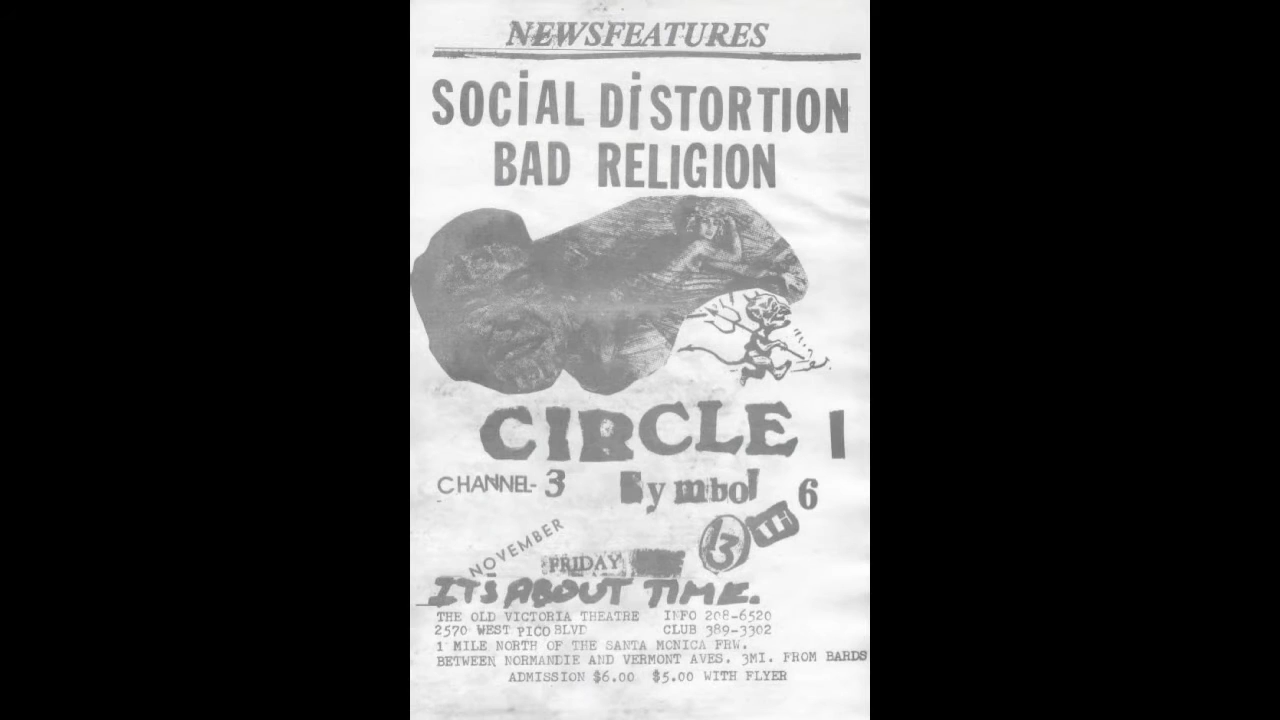 NEWSFEATURES
SOCiAL DiSTORTION
BAD RELIGION
CIRCLE 1
CHANNEL-3 Symbol 6
NOVEMBER FRIDAY 13TH
ITS ABOUT TIME.
THE OLD VICTORIA THEATRE INFO 208-6520
2570 WEST PICO BLVD CLUB 389-3302
1 MILE NORTH OF THE SANTA MONICA FRW.
BETWEEN NORMANDIE AND VERMONT AVES. 3MI. FROM BARDS
ADMISSION $6.00 $5.00 WITH FLYER